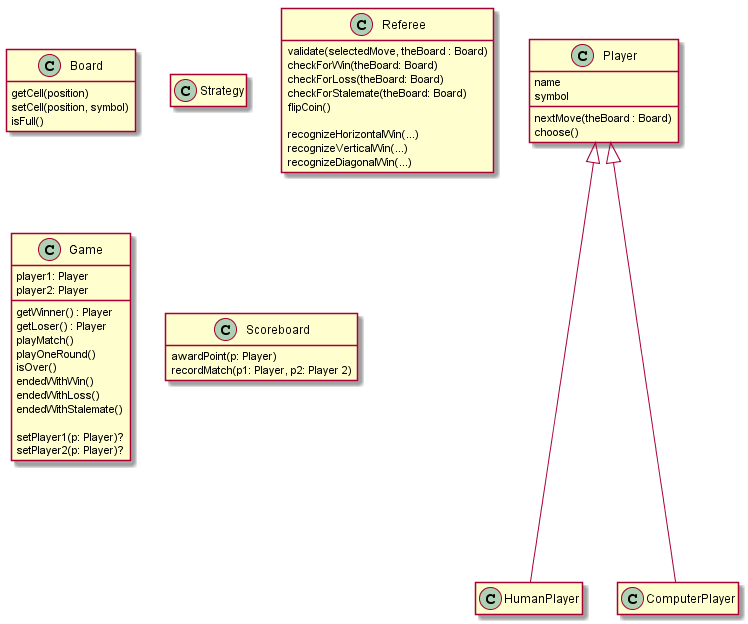 C Board
getCell(position)
setCell(position, symbol)
isFull()
C Strategy
C Referee
validate(selectedMove, theBoard : Board)
checkForWin(theBoard: Board)
checkForLoss(theBoard: Board)
checkForStalemate(theBoard: Board)
flipCoin()
recognizeHorizontalWin(...)
recognizeVerticalWin(...)
recognizeDiagonalWin(...)
C Player
name
symbol
nextMove(theBoard : Board)
choose()
C Game
player1: Player
player2: Player
getWinner() : Player
getLoser() : Player
playMatch()
playOneRound()
isOver()
endedWithWin()
endedWithLoss()
endedWithStalemate()
setPlayer1(p: Player)?
setPlayer2(p: Player)?
C Scoreboard
awardPoint(p: Player)
recordMatch(p1: Player, p2: Player 2)
C HumanPlayer
C ComputerPlayer